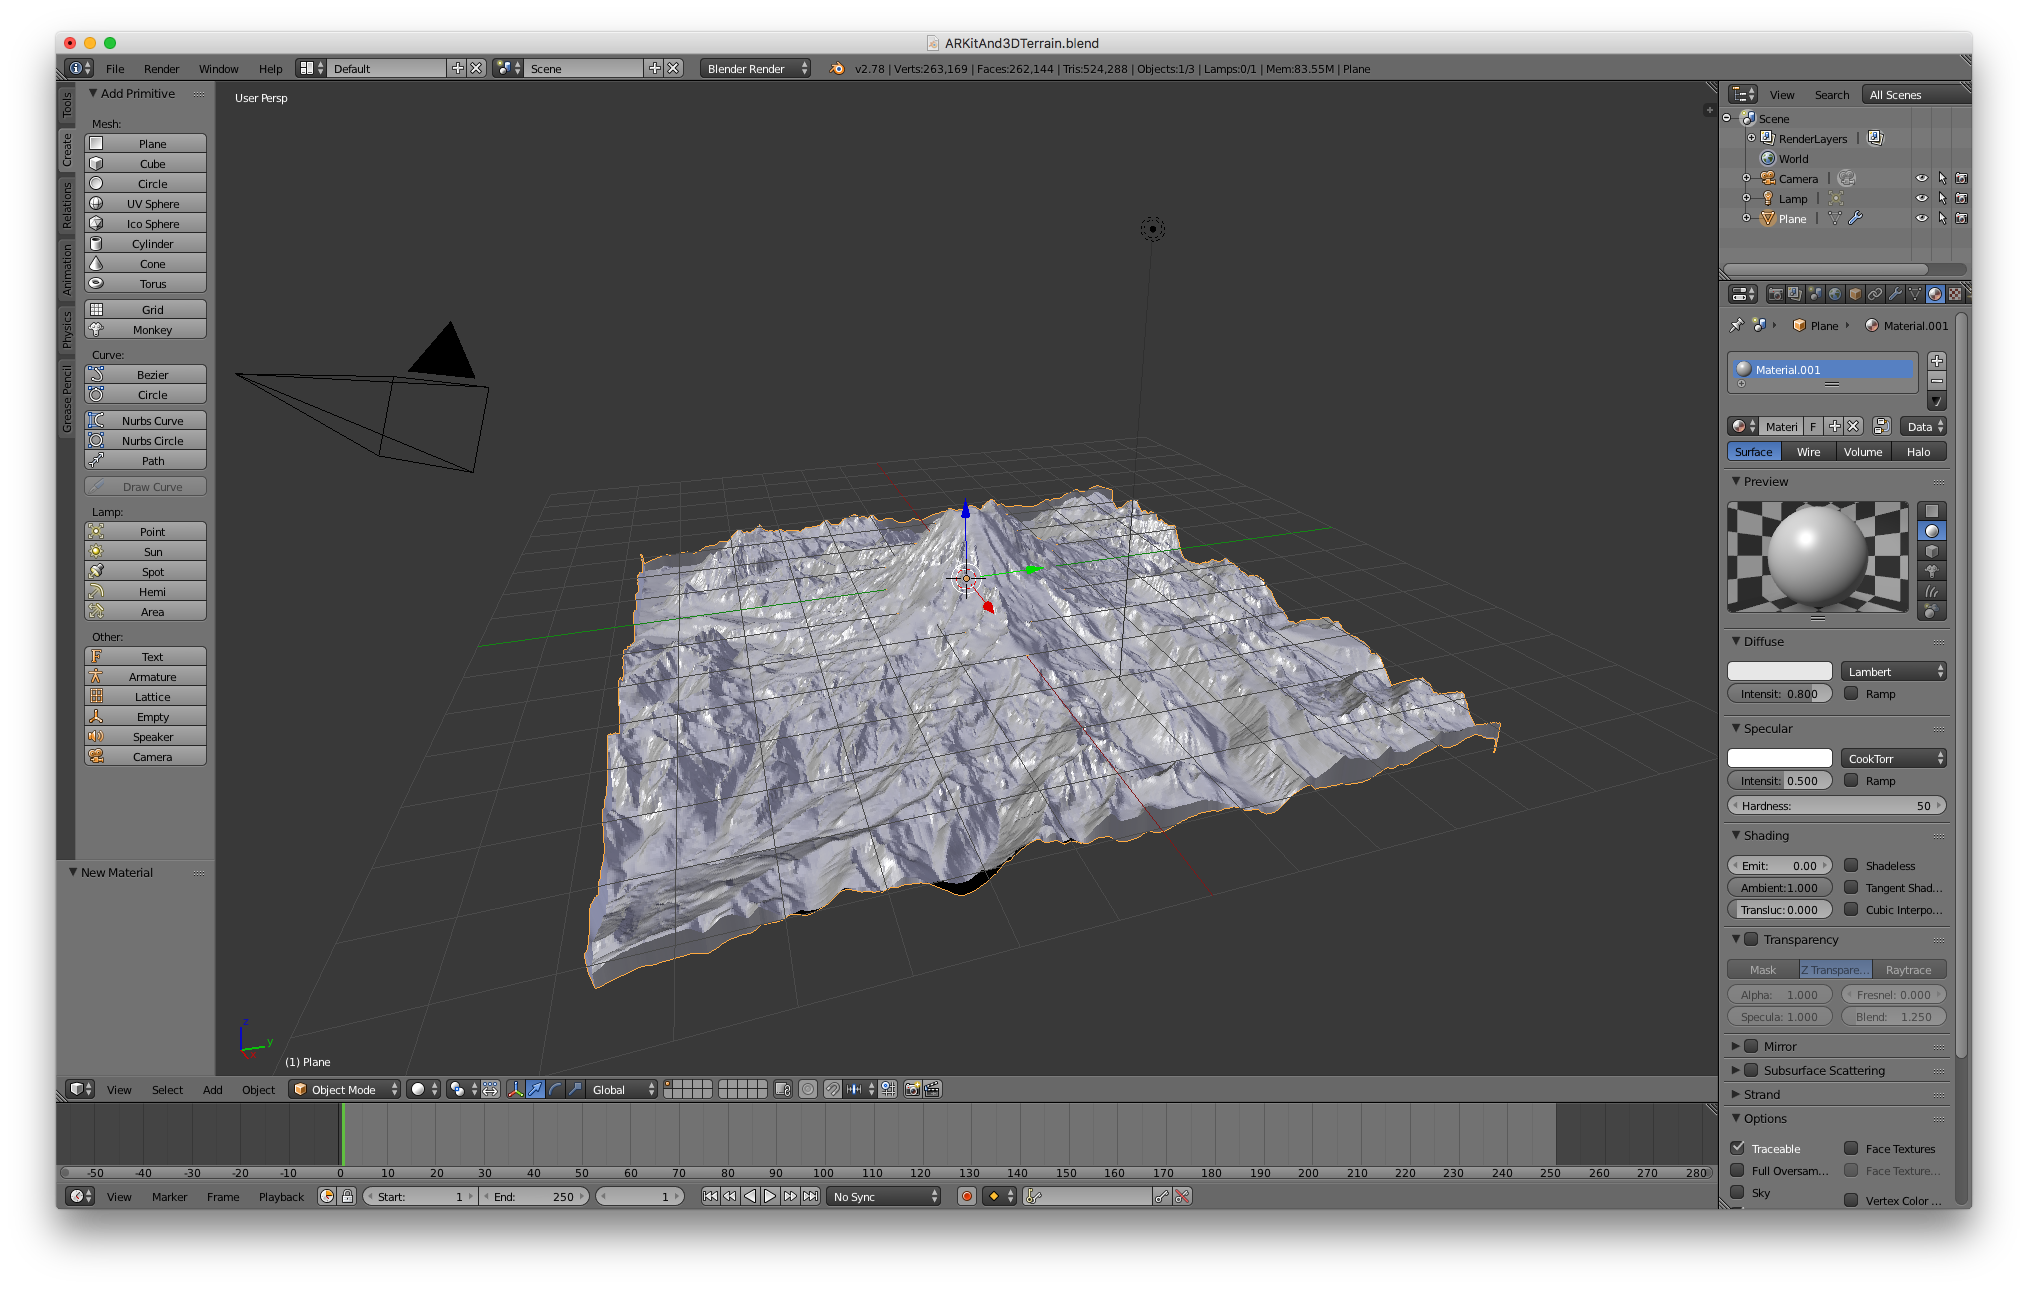 ARKitAnd3DTerrain.blend
File Render Window Help Default Scene Blender Render v2.78 | Verts:263,169 | Faces:262,144 | Tris:524,288 | Objects:1/3 | Lamps:0/1 | Mem:83.55M | Plane
Tools
Create
Relations
Animation
Physics
Grease Pencil
Add Primitive
Mesh:
Plane
Cube
Circle
UV Sphere
Ico Sphere
Cylinder
Cone
Torus
Grid
Monkey
Curve:
Bezier
Circle
Nurbs Curve
Nurbs Circle
Path
Draw Curve
Lamp:
Point
Sun
Spot
Hemi
Area
Other:
Text
Armature
Lattice
Empty
Speaker
Camera
New Material
User Persp
z
y
x
(1) Plane
View Select Add Object Object Mode Global
-50 -40 -30 -20 -10 0 10 20 30 40 50 60 70 80 90 100 110 120 130 140 150 160 170 180 190 200 210 220 230 240 250 260 270 280
View Marker Frame Playback Start: 1 End: 250 1 No Sync
View Search All Scenes
Scene
RenderLayers
World
Camera
Lamp
Plane
Plane Material.001
Material.001
Materi F Data
Surface Wire Volume Halo
Preview
Diffuse
Lambert
Intensit: 0.800 Ramp
Specular
CookTorr
Intensit: 0.500 Ramp
Hardness: 50
Shading
Emit: 0.00 Shadeless
Ambient:1.000 Tangent Shad...
Transluc:0.000 Cubic Interpo...
Transparency
Mask Z Transpare... Raytrace
Alpha: 1.000 Fresnel: 0.000
Specula: 1.000 Blend: 1.250
Mirror
Subsurface Scattering
Strand
Options
Traceable Face Textures
Full Oversam... Face Texture...
Sky Vertex Color ...